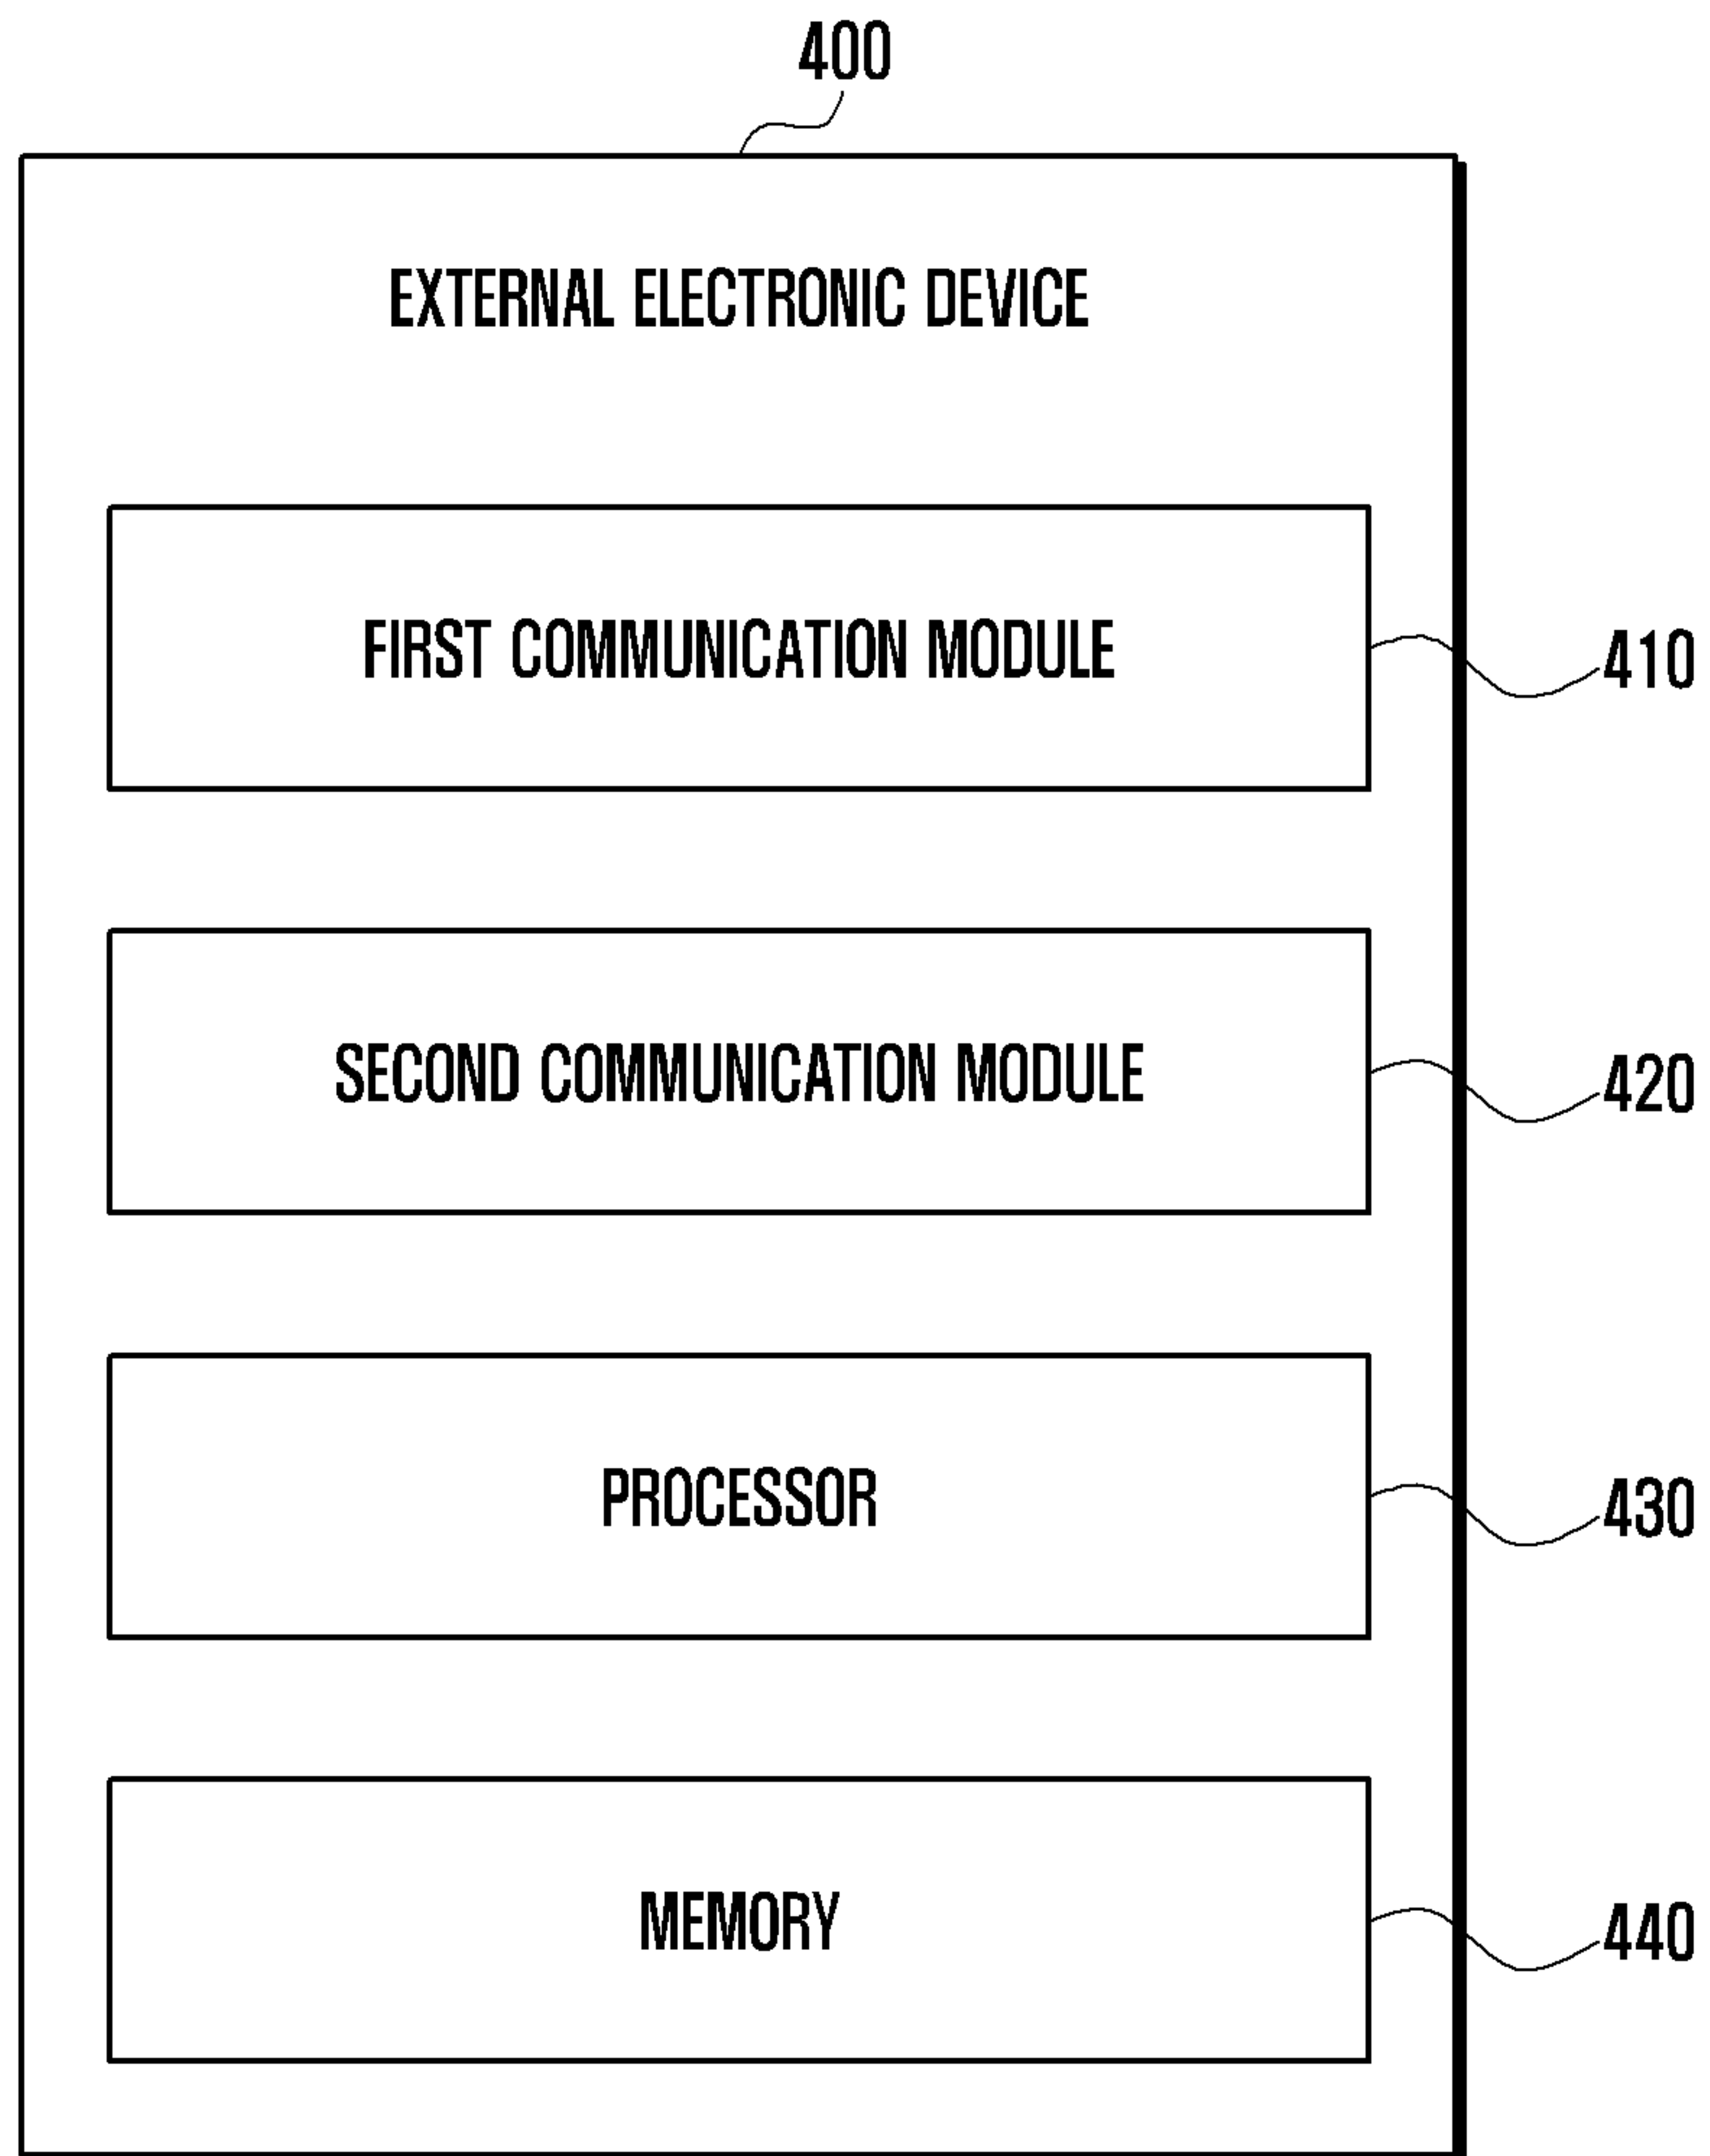 400
EXTERNAL ELECTRONIC DEVICE
FIRST COMMUNICATION MODULE
410
SECOND COMMUNICATION MODULE
420
PROCESSOR
430
MEMORY
440